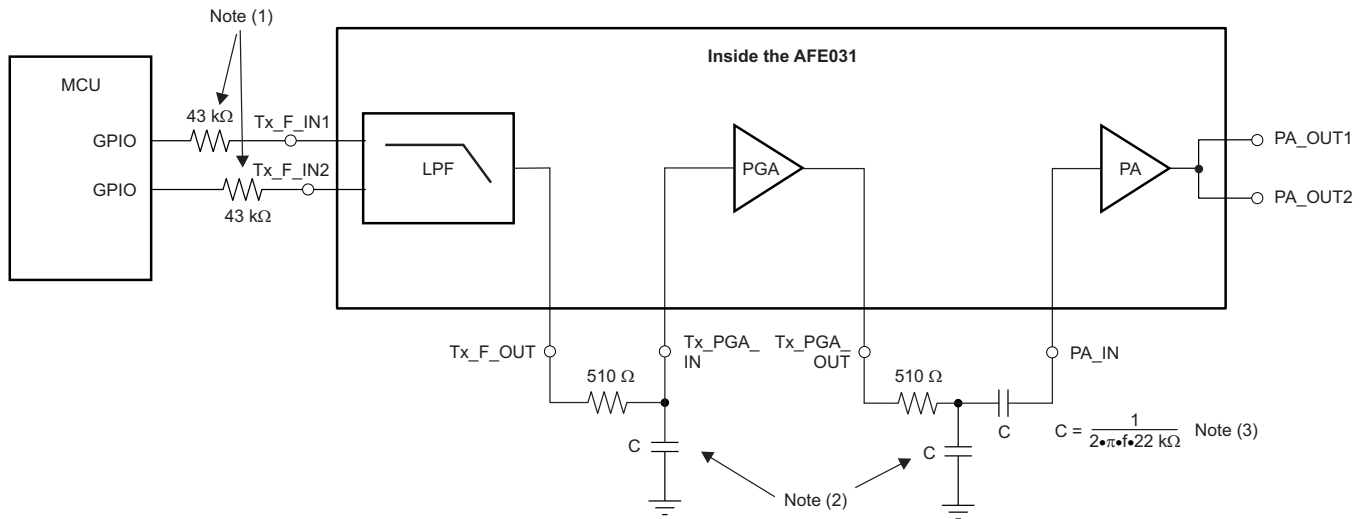 Note (1)
Inside the AFE031
MCU
43 kΩ
Tx_F_IN1
GPIO
LPF
PGA
PA
PA_OUT1
Tx_F_IN2
GPIO
43 kΩ
PA_OUT2
Tx_F_OUT
Tx_PGA_
IN
Tx_PGA_
OUT
PA_IN
510 Ω
510 Ω
C
C
C
C = 1
2•π•f•22 kΩ
Note (3)
Note (2)